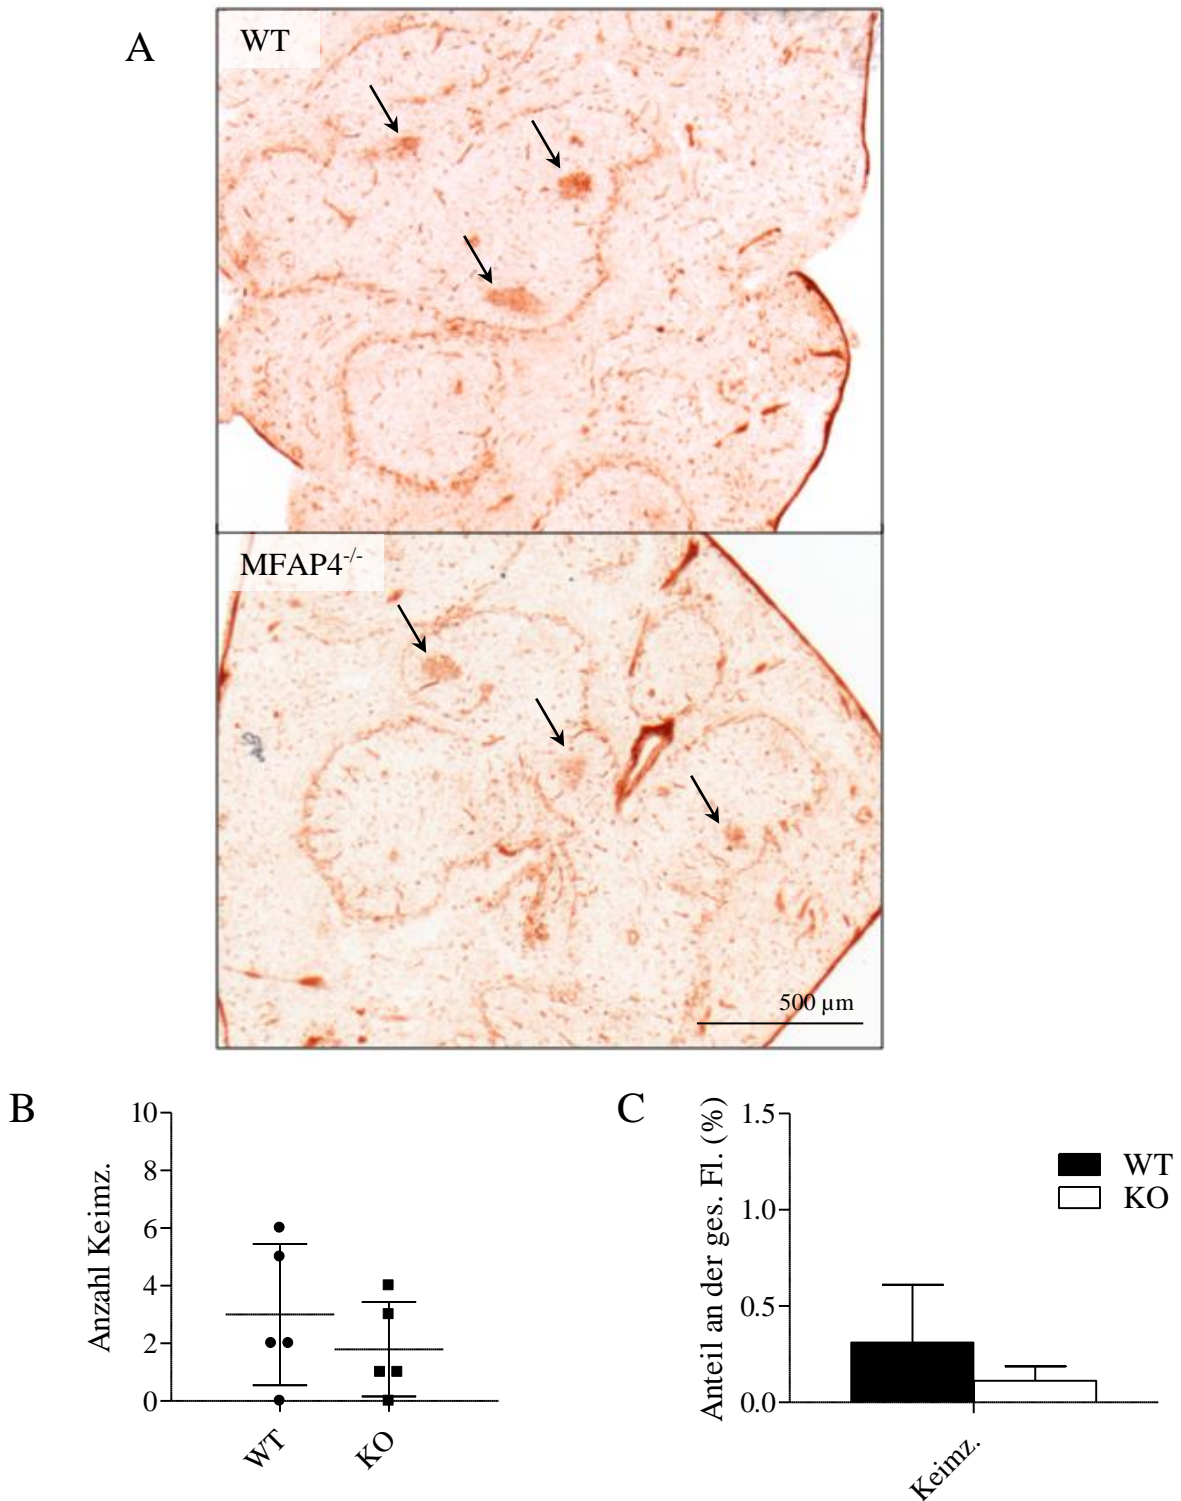 A
WT
MFAP4-/-
500 µm
B
Anzahl Keimz.
10
8
6
4
2
0
WT
KO
C
Anteil an der ges. Fl. (%)
1.5
1.0
0.5
0.0
Keimz.
WT
KO